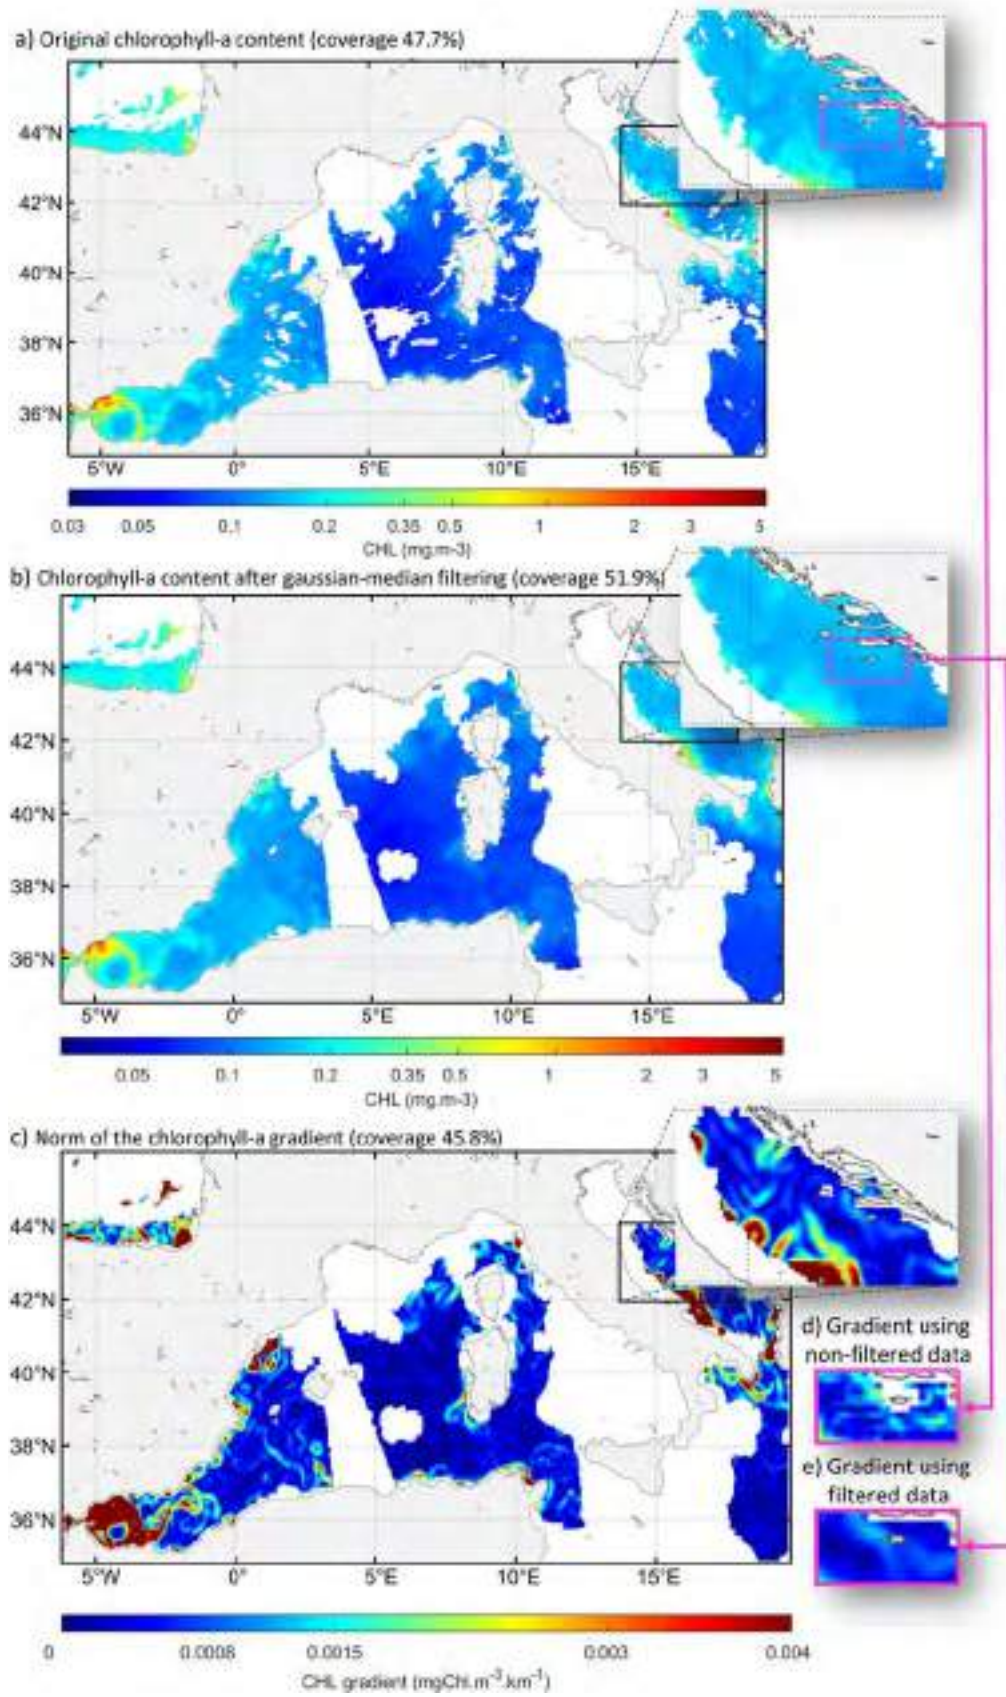 a) Original chlorophyll-a content (coverage 47.7%)
44°N
42°N
40°N
38°N
36°N
5°W 0° 5°E 10°E 15°E
0.03 0.05 0.1 0.2 0.35 0.5 1 2 3 5
CHL (mg.m-3)
b) Chlorophyll-a content after gaussian-median filtering (coverage 51.9%)
44°N
42°N
40°N
38°N
36°N
5°W 0° 5°E 10°E 15°E
0.05 0.1 0.2 0.35 0.5 1 2 3 5
CHL (mg.m-3)
c) Norm of the chlorophyll-a gradient (coverage 45.8%)
44°N
42°N
40°N
38°N
36°N
5°W 0° 5°E 10°E 15°E
0 0.0008 0.0015 0.003 0.004
CHL gradient (mgChl.m⁻³.km⁻¹)
d) Gradient using
non-filtered data
e) Gradient using
filtered data